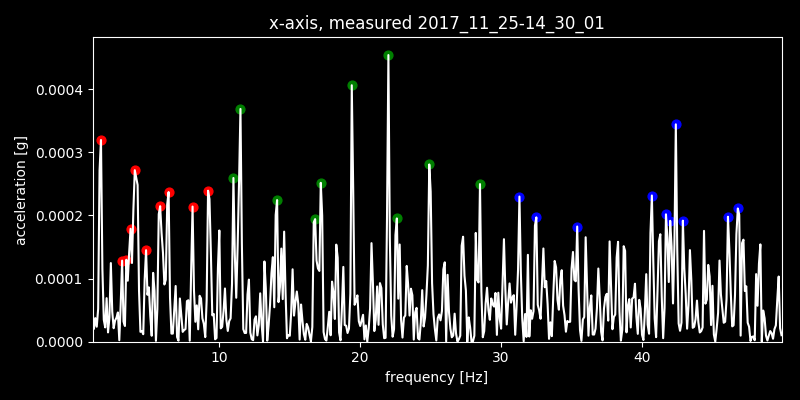 x-axis, measured 2017_11_25-14_30_01
acceleration [g]
0.0004
0.0003
0.0002
0.0001
0.0000
10 20 30 40
frequency [Hz]